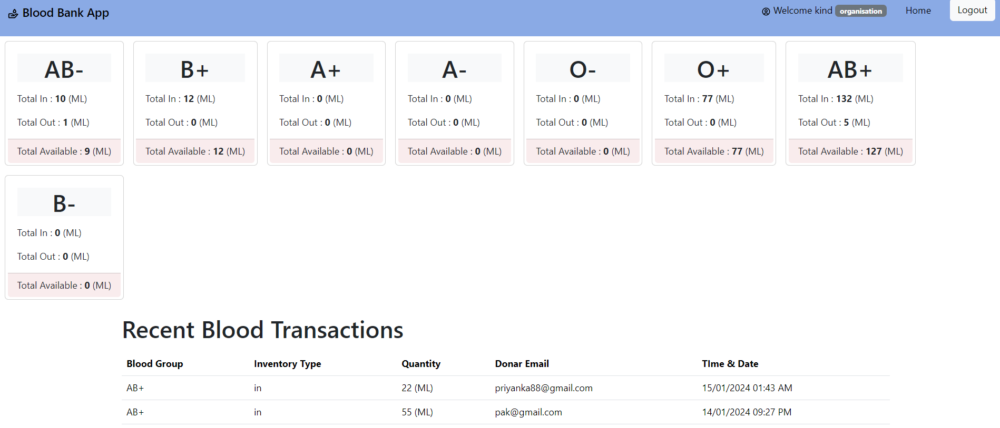 Blood Bank App
Welcome kind organisation Home Logout
AB- B+ A+ A- O- O+ AB+
Total In : 10 (ML) Total In : 12 (ML) Total In : 0 (ML) Total In : 0 (ML) Total In : 0 (ML) Total In : 77 (ML) Total In : 132 (ML)
Total Out : 1 (ML) Total Out : 0 (ML) Total Out : 0 (ML) Total Out : 0 (ML) Total Out : 0 (ML) Total Out : 0 (ML) Total Out : 5 (ML)
Total Available : 9 (ML) Total Available : 12 (ML) Total Available : 0 (ML) Total Available : 0 (ML) Total Available : 0 (ML) Total Available : 77 (ML) Total Available : 127 (ML)
B-
Total In : 0 (ML)
Total Out : 0 (ML)
Total Available : 0 (ML)
Recent Blood Transactions
Blood Group Inventory Type Quantity Donar Email TIme & Date
AB+ in 22 (ML) priyanka88@gmail.com 15/01/2024 01:43 AM
AB+ in 55 (ML) pak@gmail.com 14/01/2024 09:27 PM